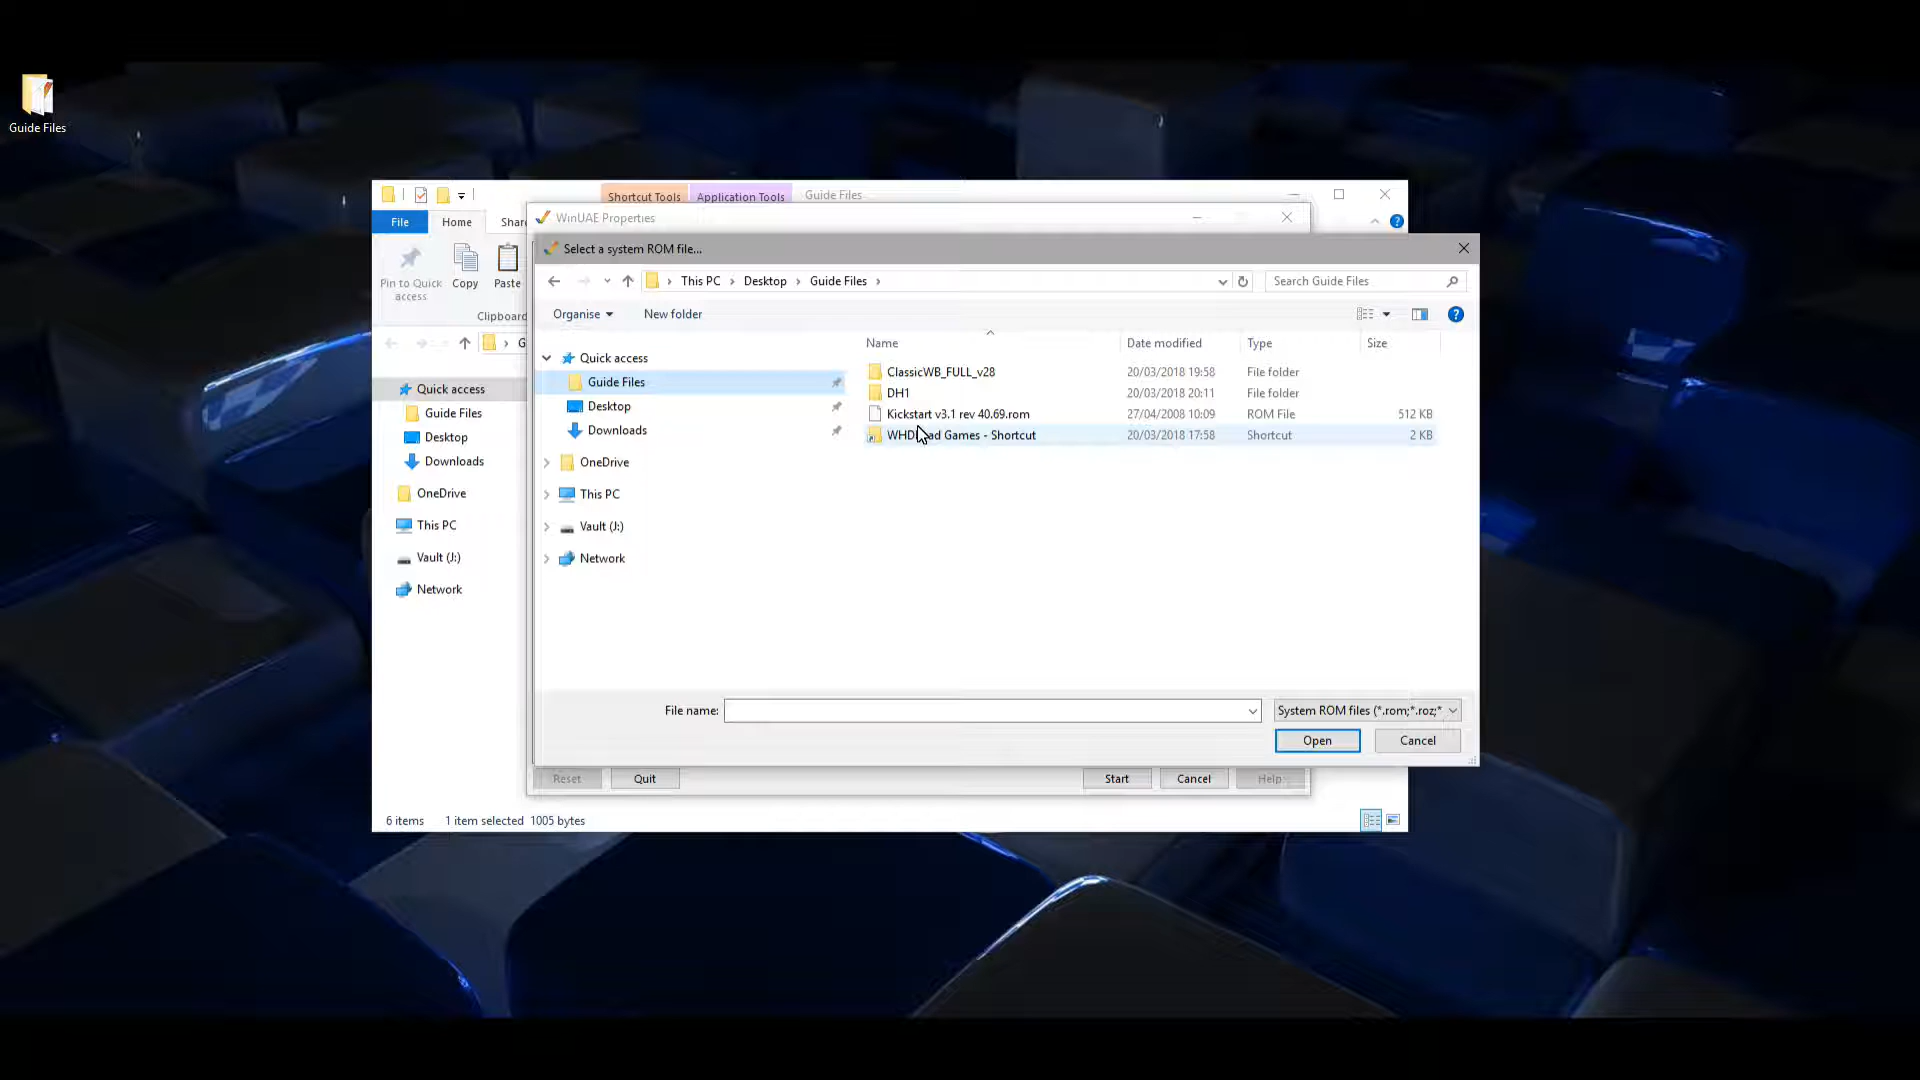 Guide Files
Shortcut Tools
Application Tools
Guide Files
File
Home
Shar
WinUAE Properties
Pin to Quick access
Copy
Paste
Clipboard
G
Quick access
Guide Files
Desktop
Downloads
OneDrive
This PC
Vault (J:)
Network
Select a system ROM file...
This PC > Desktop > Guide Files >
Search Guide Files
Organise
New folder
Quick access
Guide Files
Desktop
Downloads
OneDrive
This PC
Vault (J:)
Network
Name Date modified Type Size
ClassicWB_FULL_v28 20/03/2018 19:58 File folder
DH1 20/03/2018 20:11 File folder
Kickstart v3.1 rev 40.69.rom 27/04/2008 10:09 ROM File 512 KB
WHD ad Games - Shortcut 20/03/2018 17:58 Shortcut 2 KB
File name:
System ROM files (*.rom;*.roz;*
Open
Cancel
Reset
Quit
Start
Cancel
Help
6 items 1 item selected 1005 bytes